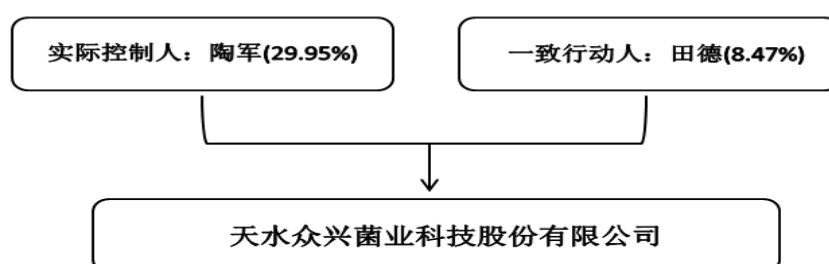 实际控制人：陶军(29.95%)
一致行动人：田德(8.47%)
天水众兴菌业科技股份有限公司